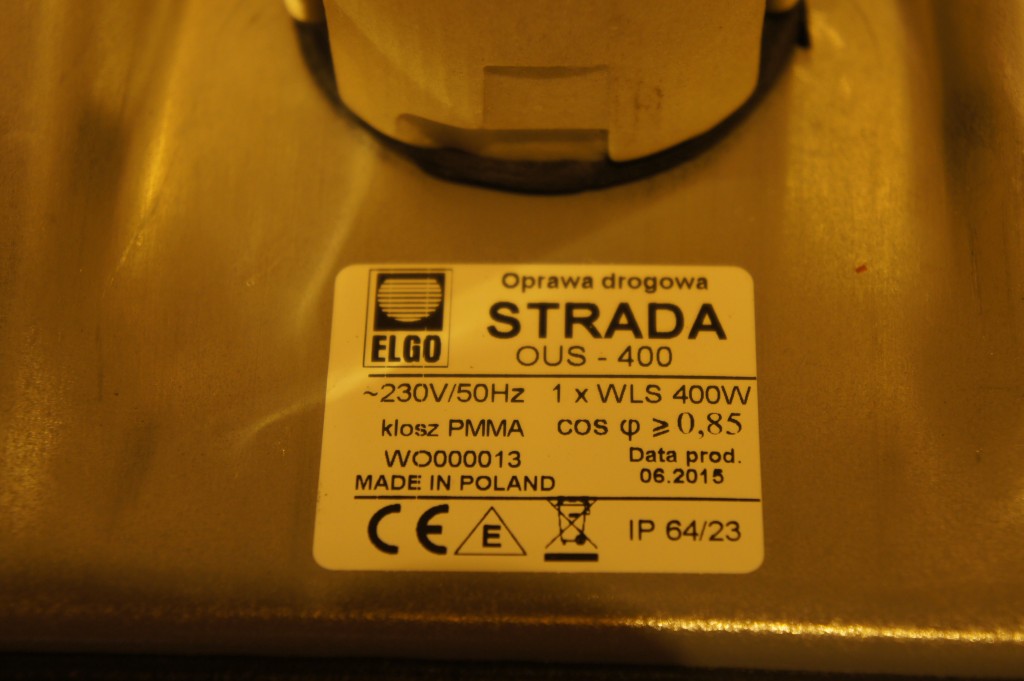 Oprawa drogowa
STRADA
ELGO
OUS - 400
~230V/50Hz 1 x WLS 400W
klosz PMMA cos φ ≥ 0,85
WO000013 Data prod.
MADE IN POLAND 06.2015
CE E IP 64/23